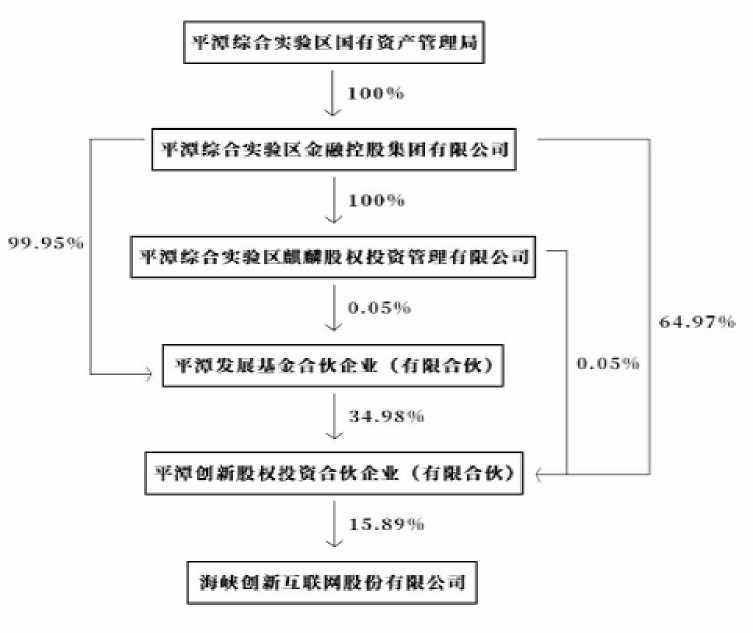 平潭综合实验区国有资产管理局
100%
平潭综合实验区金融控股集团有限公司
100%
99.95%
平潭综合实验区麒麟股权投资管理有限公司
0.05%
64.97%
平潭发展基金合伙企业（有限合伙）
0.05%
34.98%
平潭创新股权投资合伙企业（有限合伙）
15.89%
海峡创新互联网股份有限公司